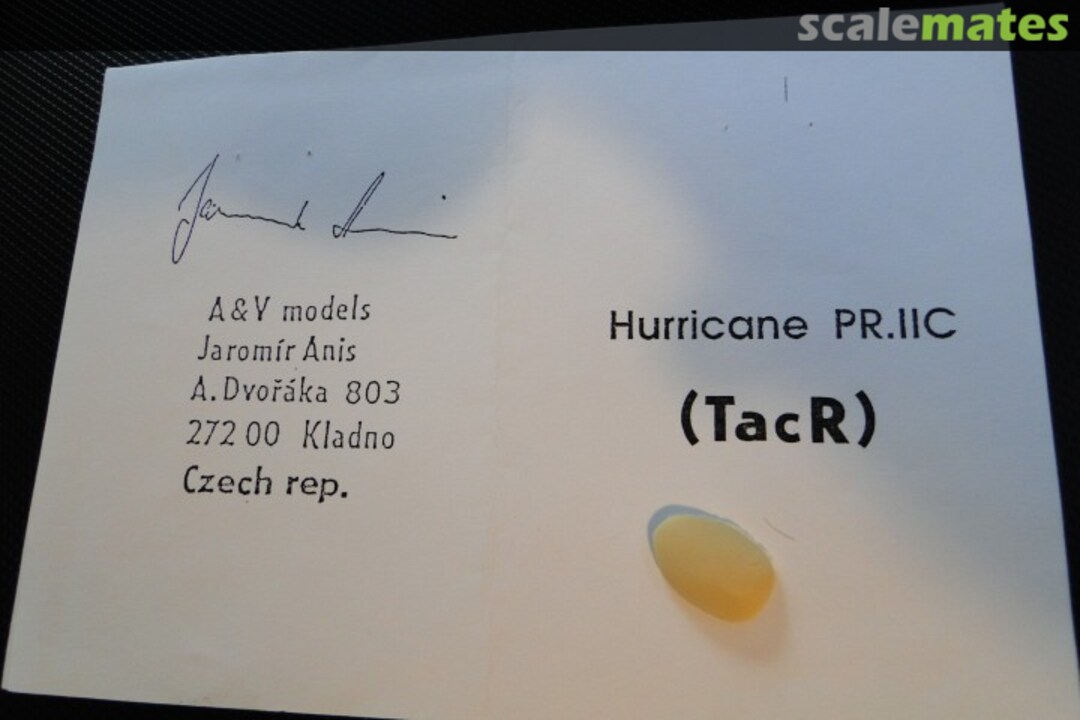 scalemates
A & V models
Jaromír Anis
A. Dvořáka 803
272 00 Kladno
Czech rep.
Hurricane PR.IIC
(TacR)